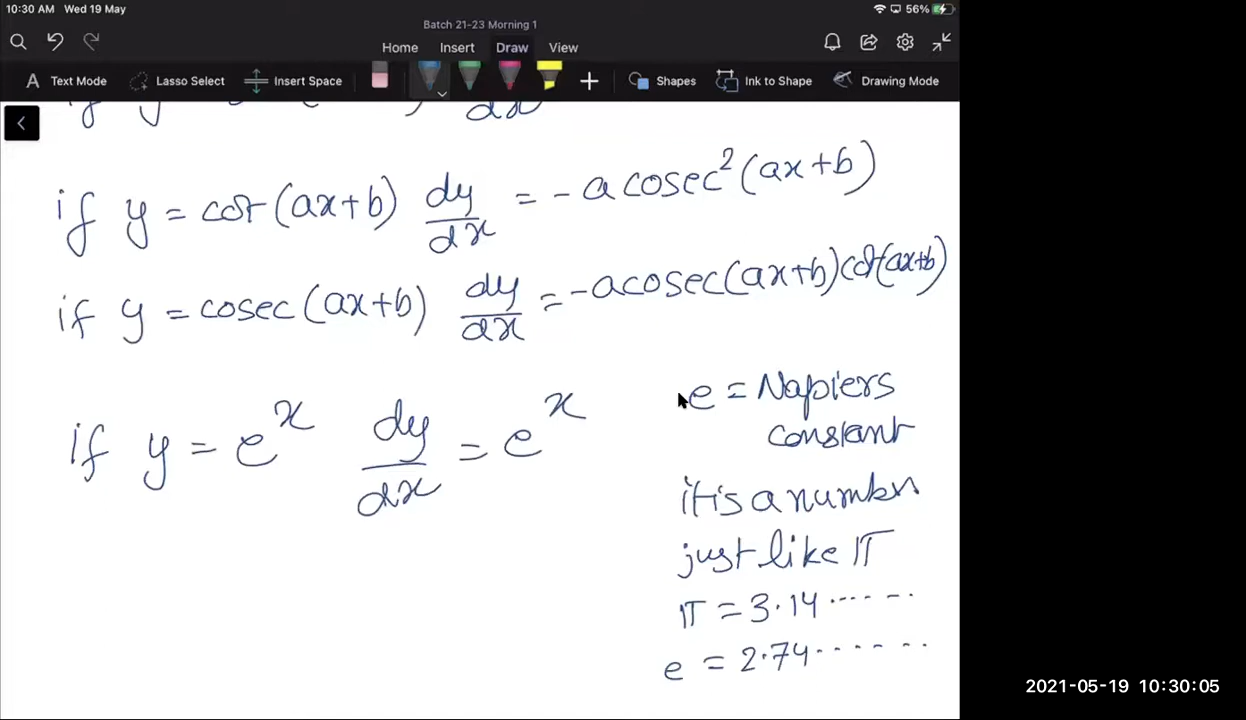 10:30 AM Wed 19 May
56%
Batch 21-23 Morning 1
Home Insert Draw View
Text Mode Lasso Select Insert Space Shapes Ink to Shape Drawing Mode
if y
dx
if y = cot (ax+b) dy/dx = -a cosec²(ax+b)
if y = cosec (ax+b) dy/dx = -a cosec(ax+b) cot(ax+b)
e = Napiers
constant
if y = e^x dy/dx = e^x
it is a number
just like π
π = 3.14......
e = 2.74.......
2021-05-19 10:30:05